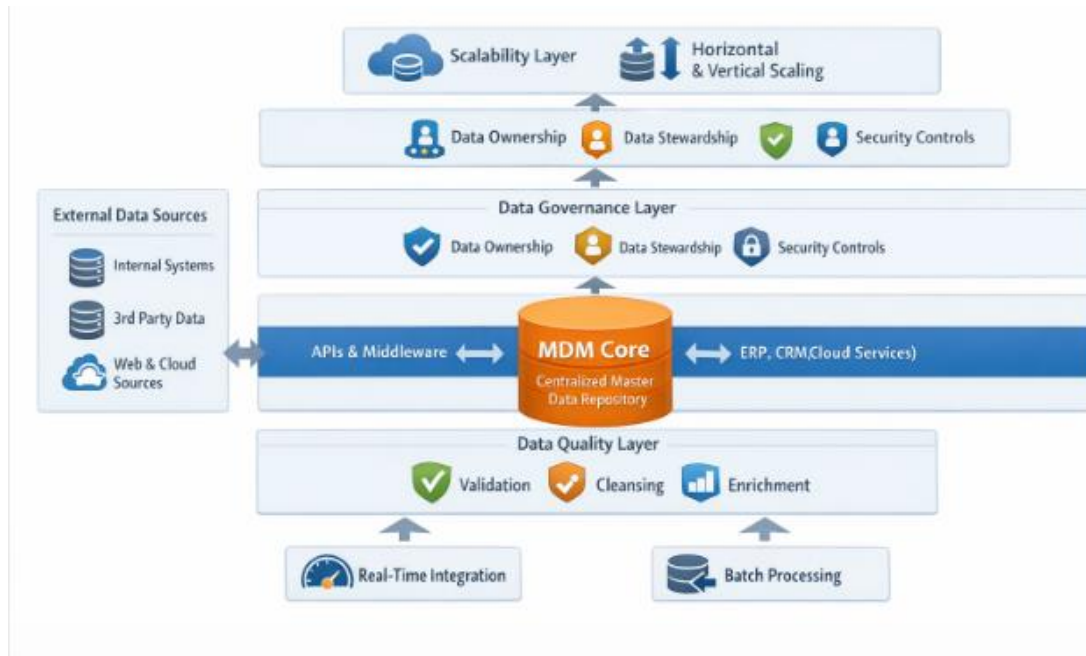 Scalability Layer
Horizontal
& Vertical Scaling
Data Ownership
Data Stewardship
Security Controls
External Data Sources
Internal Systems
3rd Party Data
Web & Cloud
Sources
Data Governance Layer
Data Ownership
Data Stewardship
Security Controls
APIs & Middleware
MDM Core
Centralized Master
Data Repository
ERP, CRM,Cloud Services)
Data Quality Layer
Validation
Cleansing
Enrichment
Real-Time Integration
Batch Processing